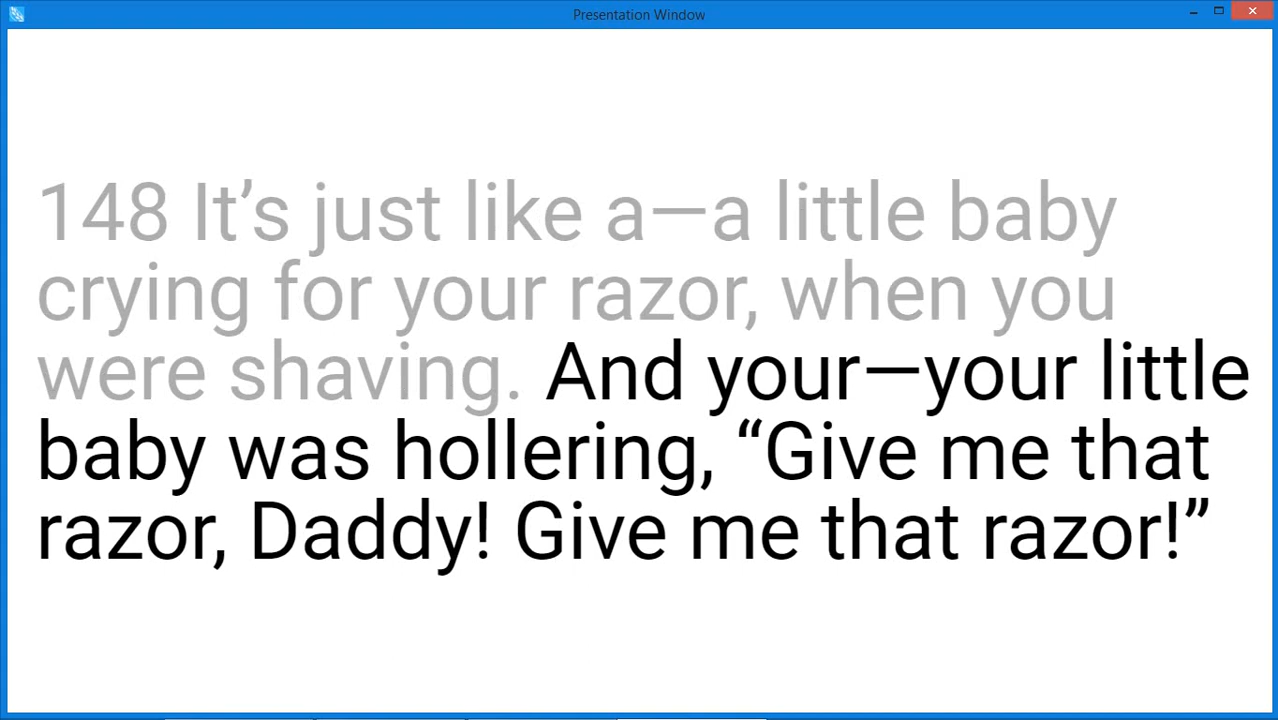 Presentation Window
148 It’s just like a—a little baby
crying for your razor, when you
were shaving. And your—your little
baby was hollering, “Give me that
razor, Daddy! Give me that razor!”